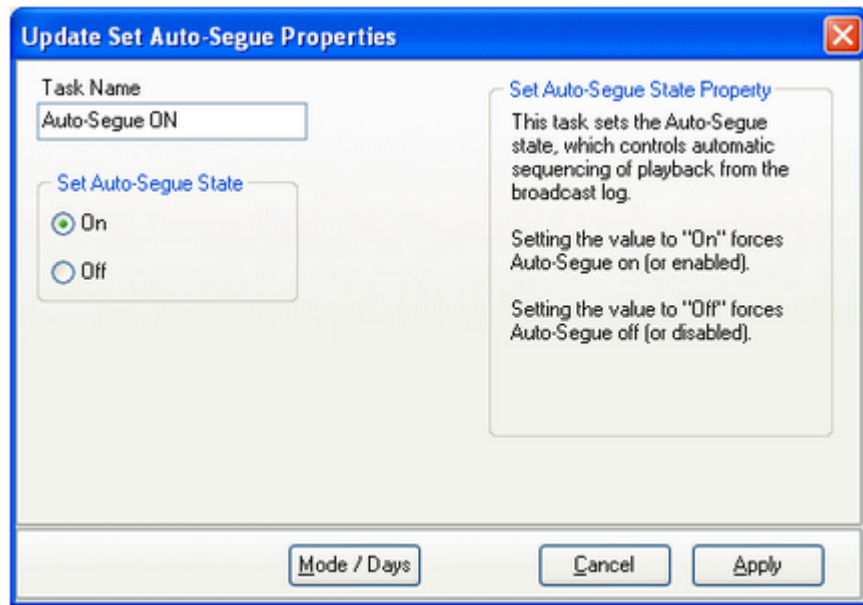 Update Set Auto-Segue Properties
Task Name
Auto-Segue ON
Set Auto-Segue State
On
Off
Set Auto-Segue State Property
This task sets the Auto-Segue
state, which controls automatic
sequencing of playback from the
broadcast log.
Setting the value to "On" forces
Auto-Segue on (or enabled).
Setting the value to "Off" forces
Auto-Segue off (or disabled).
Mode / Days
Cancel
Apply